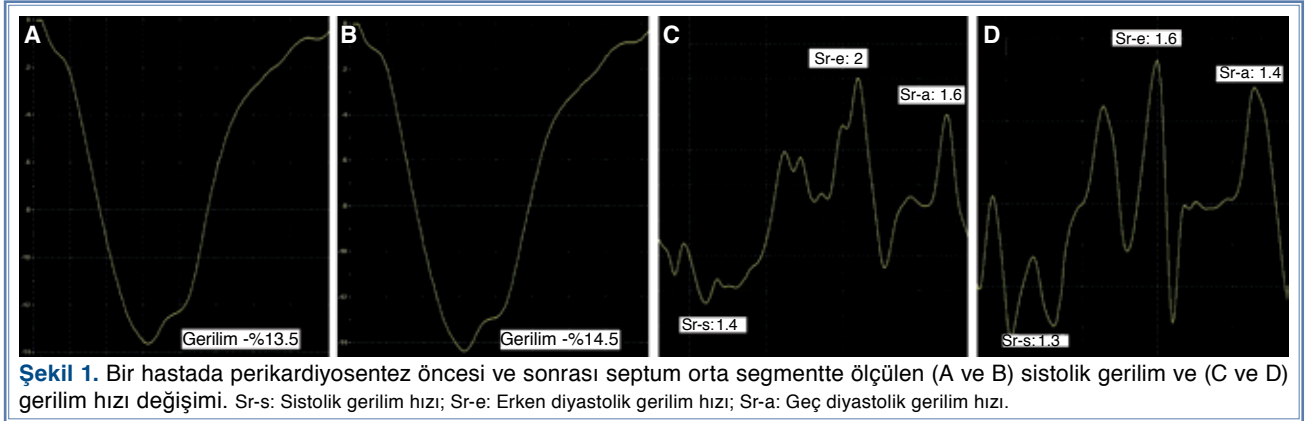 A
B
C
D
Sr-e: 2
Sr-a: 1.6
Sr-e: 1.6
Sr-a: 1.4
Gerilim -%13.5
Gerilim -%14.5
Sr-s: 1.4
Sr-s: 1.3
Şekil 1. Bir hastada perikardiyosentez öncesi ve sonrası septum orta segmentte ölçülen (A ve B) sistolik gerilim ve (C ve D)
gerilim hızı değişimi. Sr-s: Sistolik gerilim hızı; Sr-e: Erken diyastolik gerilim hızı; Sr-a: Geç diyastolik gerilim hızı.